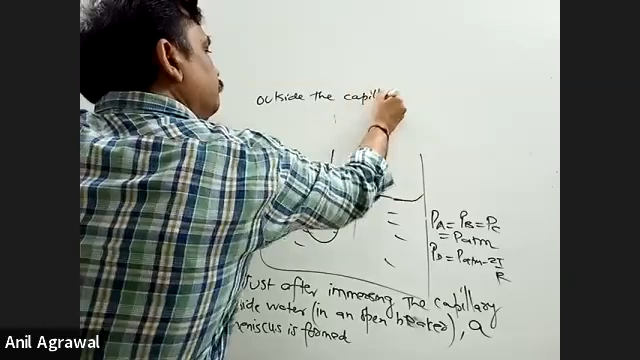 outside the capill
PA = PB = PC
= Patm
PD = Patm - 2T/R
Just after immersing the capillary
side water (in an open beaker), a
meniscus is formed
Anil Agrawal